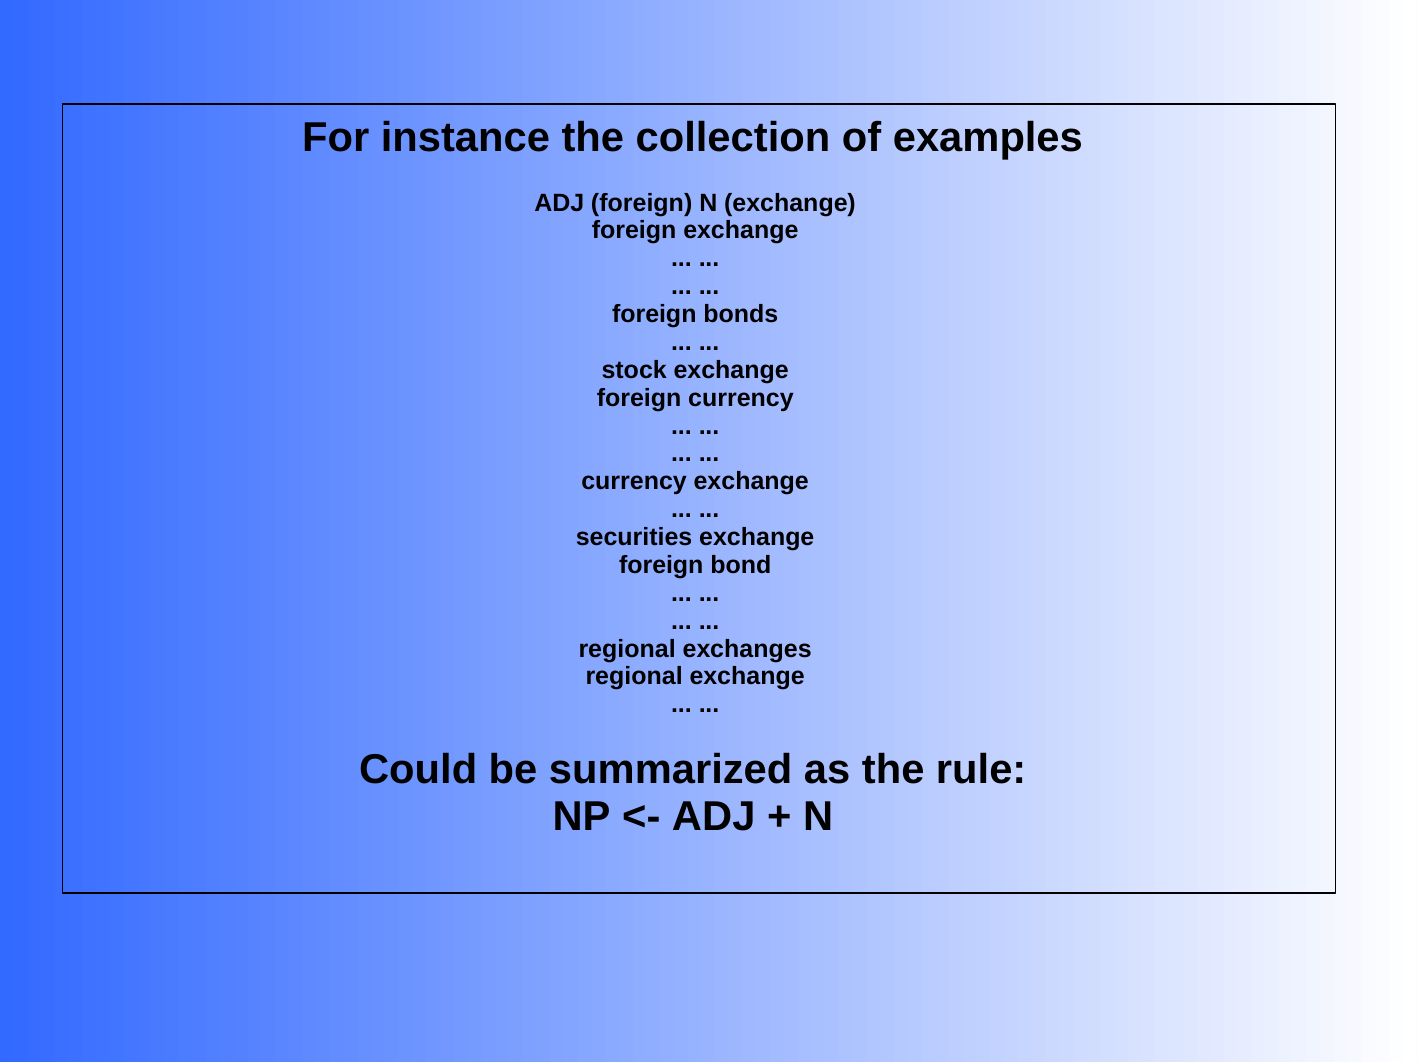 For instance the collection of examples
ADJ (foreign) N (exchange)
foreign exchange
... ...
... ...
foreign bonds
... ...
stock exchange
foreign currency
... ...
... ...
currency exchange
... ...
securities exchange
foreign bond
... ...
... ...
regional exchanges
regional exchange
... ...
Could be summarized as the rule:
NP <- ADJ + N